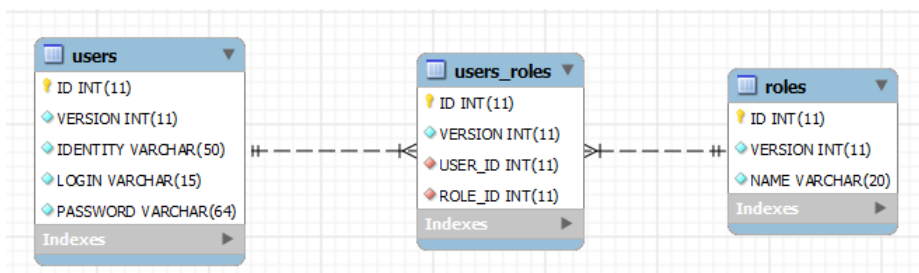 users
ID INT(11)
VERSION INT(11)
IDENTITY VARCHAR(50)
LOGIN VARCHAR(15)
PASSWORD VARCHAR(64)
Indexes
users_roles
ID INT(11)
VERSION INT(11)
USER_ID INT(11)
ROLE_ID INT(11)
Indexes
roles
ID INT(11)
VERSION INT(11)
NAME VARCHAR(20)
Indexes